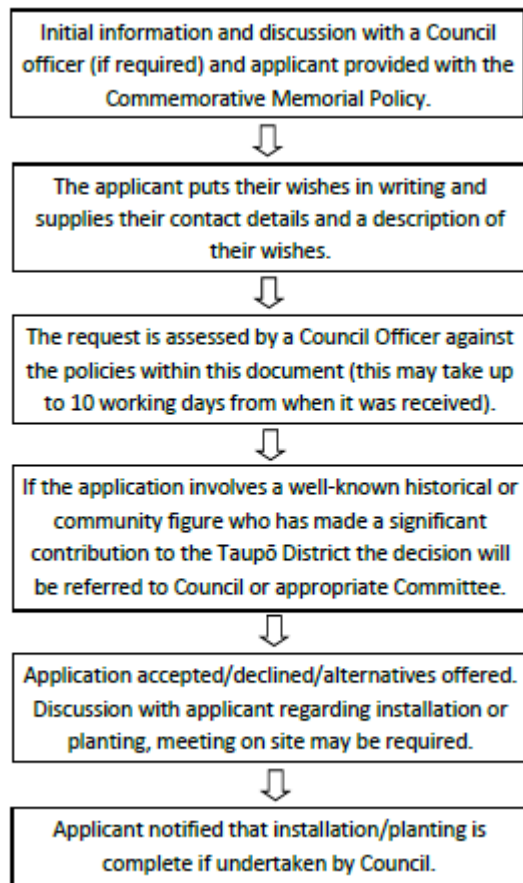 Initial information and discussion with a Council
officer (if required) and applicant provided with the
Commemorative Memorial Policy.
The applicant puts their wishes in writing and
supplies their contact details and a description of
their wishes.
The request is assessed by a Council Officer against
the policies within this document (this may take up
to 10 working days from when it was received).
If the application involves a well-known historical or
community figure who has made a significant
contribution to the Taupō District the decision will
be referred to Council or appropriate Committee.
Application accepted/declined/alternatives offered.
Discussion with applicant regarding installation or
planting, meeting on site may be required.
Applicant notified that installation/planting is
complete if undertaken by Council.